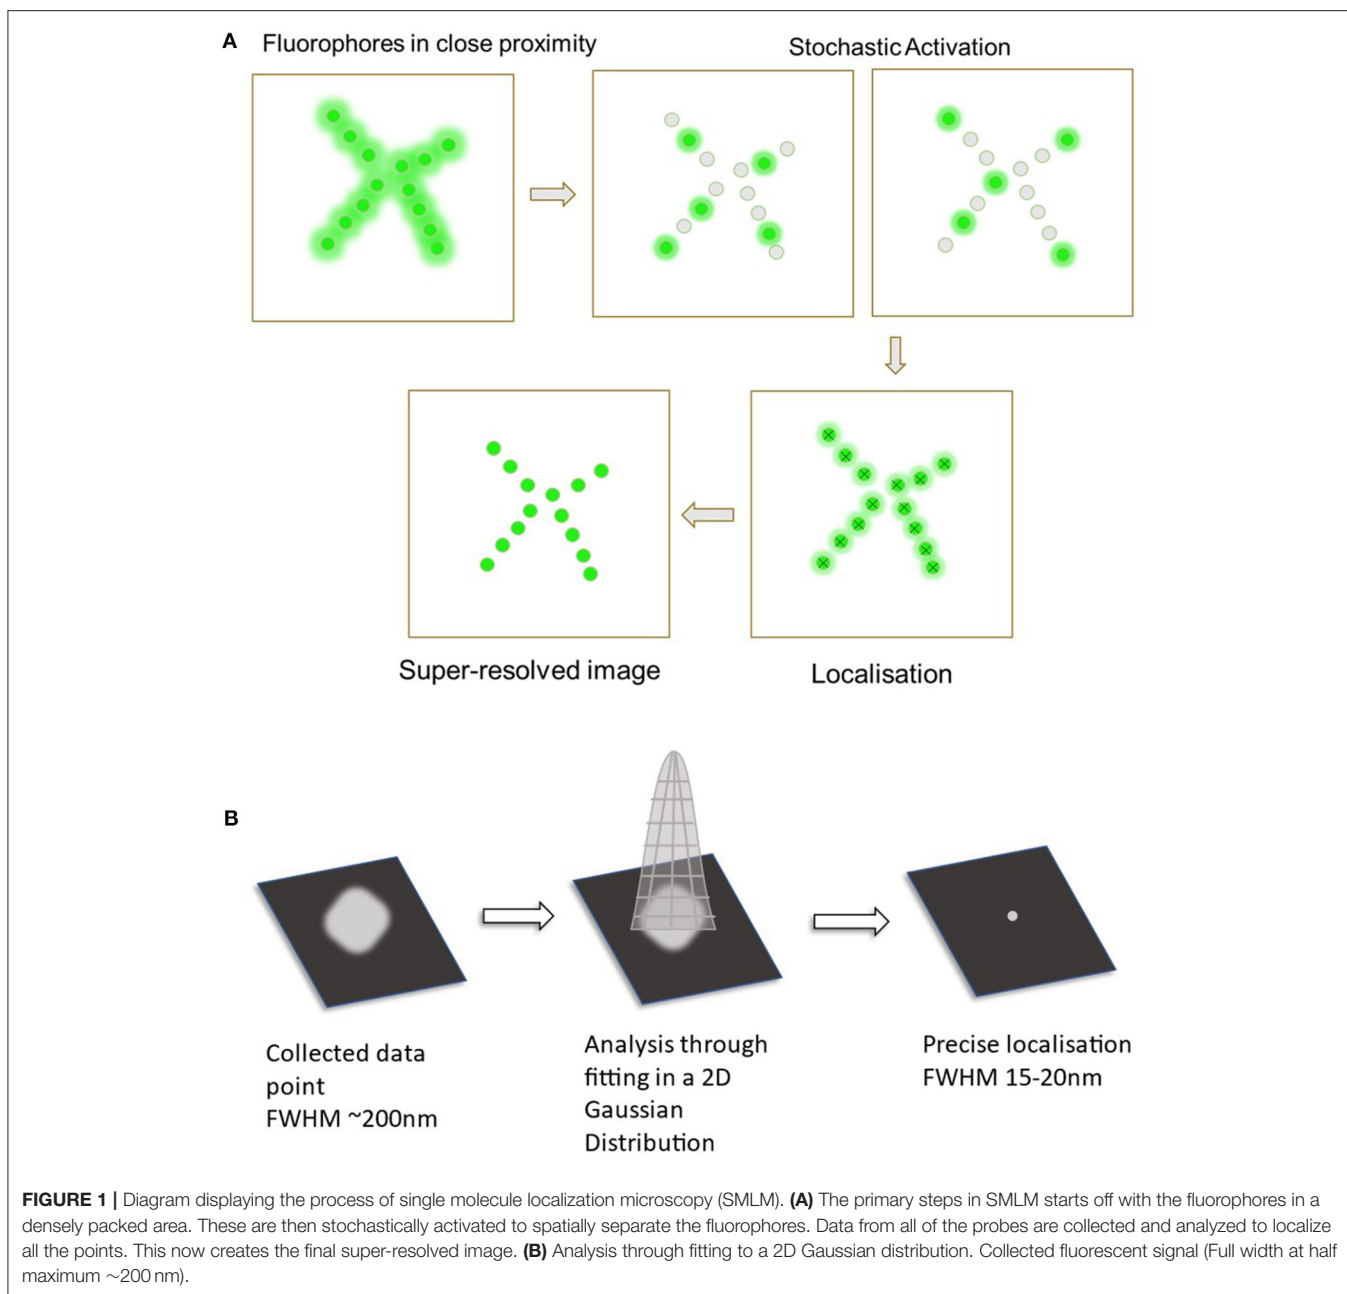 A
Fluorophores in close proximity
Stochastic Activation
Super-resolved image
Localisation
B
Collected data
point
FWHM ~200nm
Analysis through
fitting in a 2D
Gaussian
Distribution
Precise localisation
FWHM 15-20nm
FIGURE 1 | Diagram displaying the process of single molecule localization microscopy (SMLM). (A) The primary steps in SMLM starts off with the fluorophores in a
densely packed area. These are then stochastically activated to spatially separate the fluorophores. Data from all of the probes are collected and analyzed to localize
all the points. This now creates the final super-resolved image. (B) Analysis through fitting to a 2D Gaussian distribution. Collected fluorescent signal (Full width at half
maximum ∼200 nm).